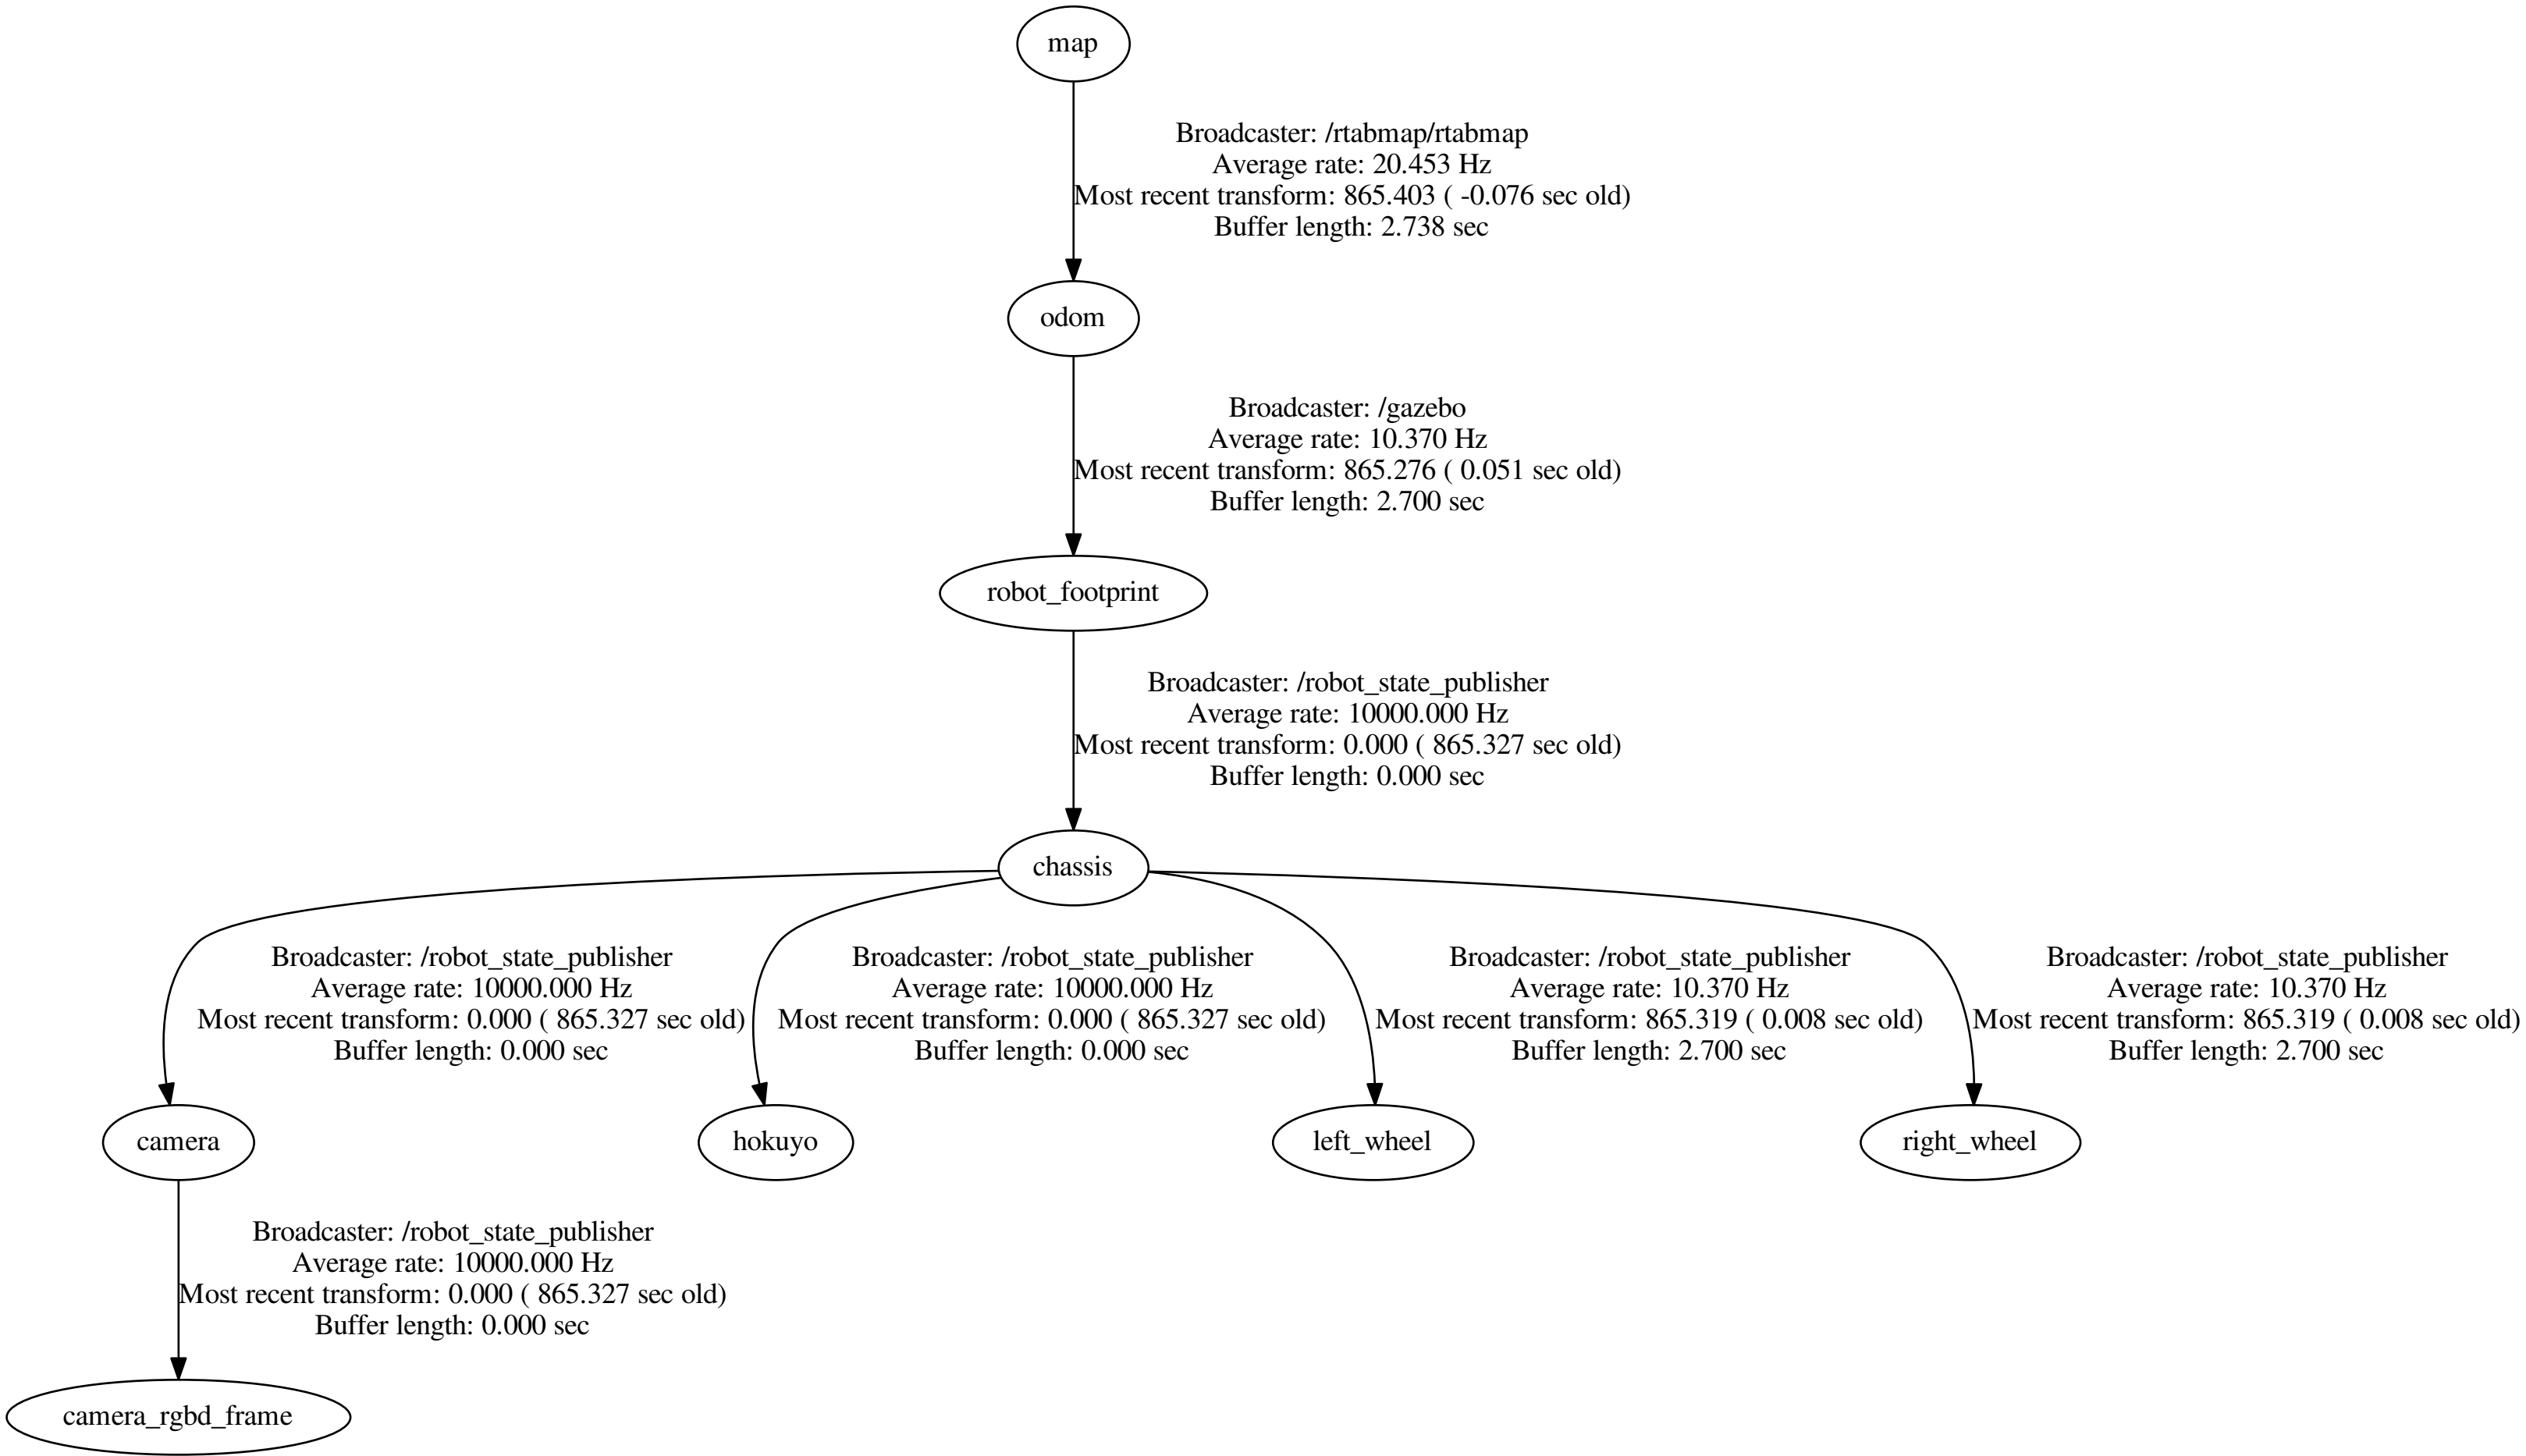 map
Broadcaster: /rtabmap/rtabmap
Average rate: 20.453 Hz
Most recent transform: 865.403 ( -0.076 sec old)
Buffer length: 2.738 sec
odom
Broadcaster: /gazebo
Average rate: 10.370 Hz
Most recent transform: 865.276 ( 0.051 sec old)
Buffer length: 2.700 sec
robot_footprint
Broadcaster: /robot_state_publisher
Average rate: 10000.000 Hz
Most recent transform: 0.000 ( 865.327 sec old)
Buffer length: 0.000 sec
chassis
Broadcaster: /robot_state_publisher
Average rate: 10000.000 Hz
Most recent transform: 0.000 ( 865.327 sec old)
Buffer length: 0.000 sec
Broadcaster: /robot_state_publisher
Average rate: 10000.000 Hz
Most recent transform: 0.000 ( 865.327 sec old)
Buffer length: 0.000 sec
Broadcaster: /robot_state_publisher
Average rate: 10.370 Hz
Most recent transform: 865.319 ( 0.008 sec old)
Buffer length: 2.700 sec
Broadcaster: /robot_state_publisher
Average rate: 10.370 Hz
Most recent transform: 865.319 ( 0.008 sec old)
Buffer length: 2.700 sec
camera
hokuyo
left_wheel
right_wheel
Broadcaster: /robot_state_publisher
Average rate: 10000.000 Hz
Most recent transform: 0.000 ( 865.327 sec old)
Buffer length: 0.000 sec
camera_rgbd_frame